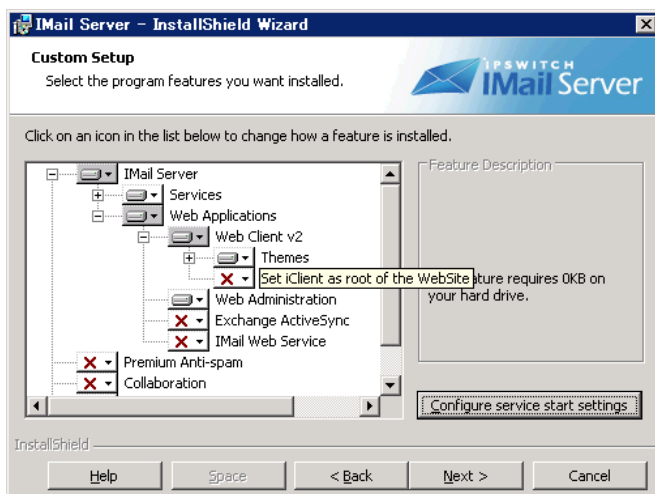 IMail Server - InstallShield Wizard
Custom Setup
Select the program features you want installed.
IPSWITCH
IMail Server
Click on an icon in the list below to change how a feature is installed.
IMail Server
Services
Web Applications
Web Client v2
Themes
Set iClient as root of the WebSite
Web Administration
Exchange ActiveSync
IMail Web Service
Premium Anti-spam
Collaboration
Feature Description
ature requires 0KB on
your hard drive.
Configure service start settings
InstallShield
Help
Space
< Back
Next >
Cancel